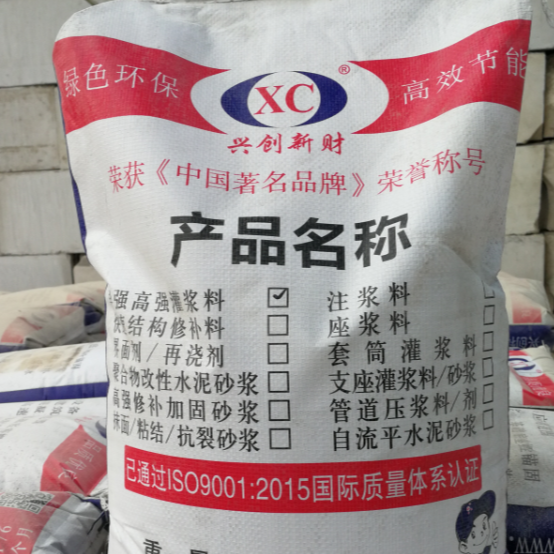 绿色环保
XC®
高效节能
兴创新财
荣获《中国著名品牌》荣誉称号
产品名称
强高强灌浆料 ☑ 注浆料 □
结构修补料 □ 座浆料 □
界面剂/再浇剂 □ 套筒灌浆料 □
聚合物改性水泥砂浆 □ 支座灌浆料/砂浆 □
高强修补加固砂浆 □ 管道压浆料/剂 □
面/粘结/抗裂砂浆 □ 自流平水泥砂浆 □
已通过ISO9001:2015国际质量体系认证